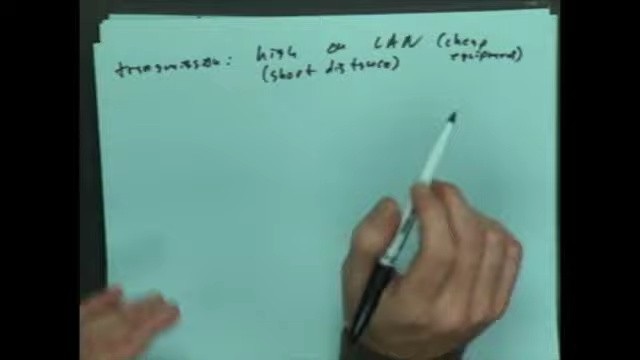 transmission: high on LAN (cheap equipment)
(short distance)